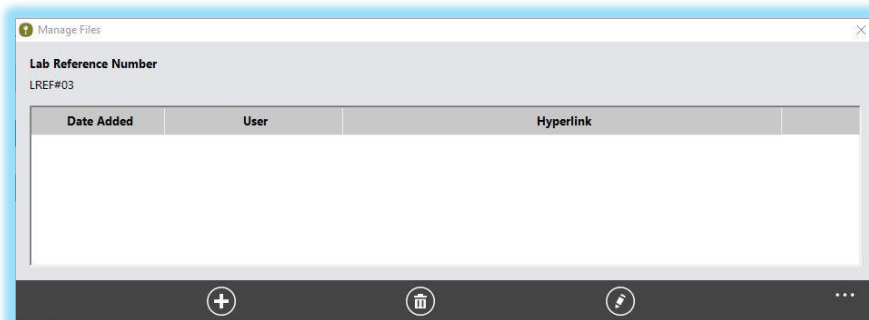 Manage Files
Lab Reference Number
LREF#03
Date Added User Hyperlink